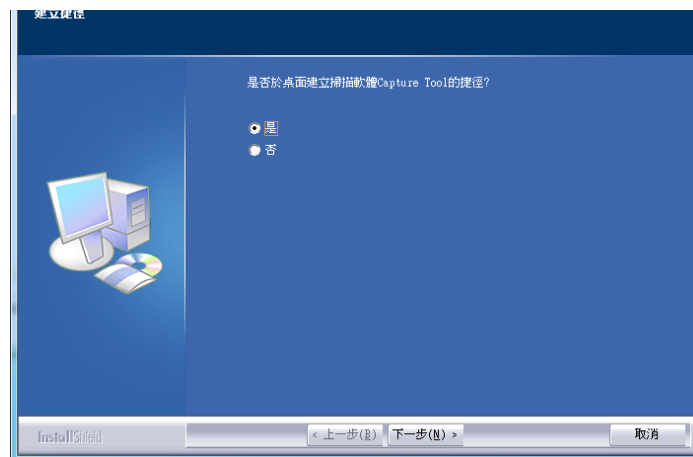 建立捷徑
是否於桌面建立掃描軟體Capture Tool的捷徑?
是
否
InstallShield
< 上一步(B)
下一步(N) >
取消